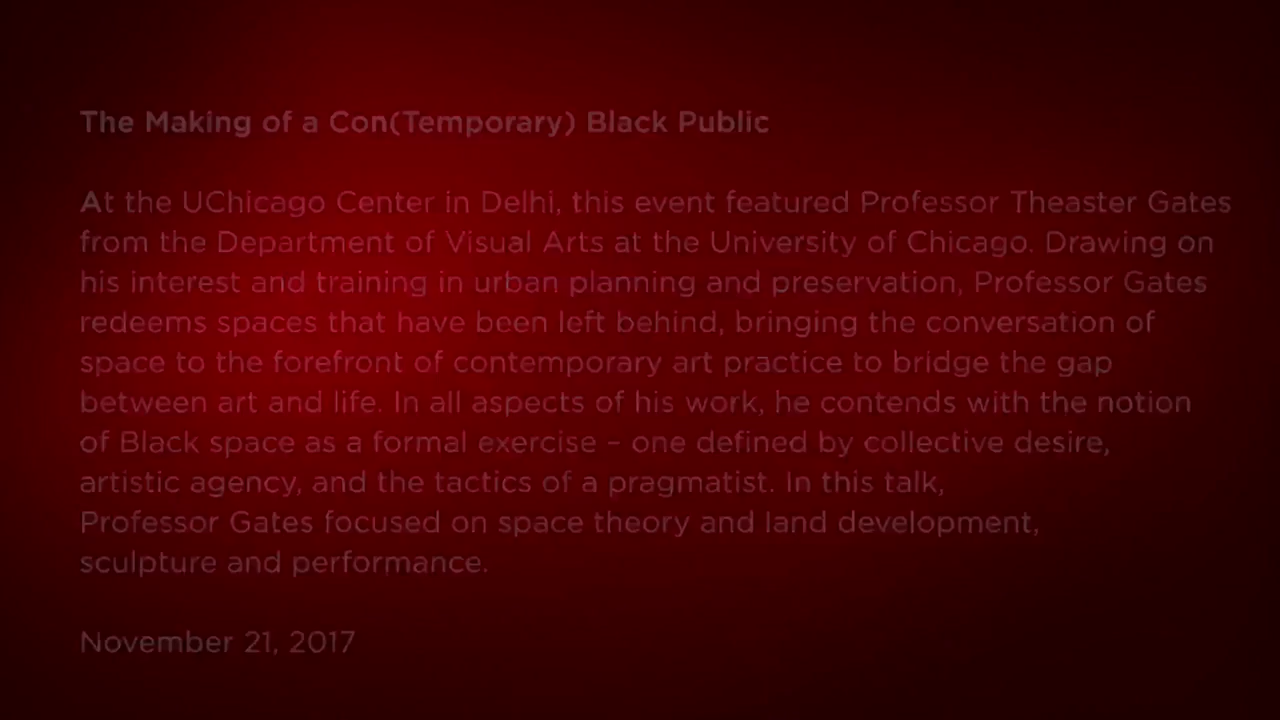 The Making of a Con(Temporary) Black Public
At the UChicago Center in Delhi, this event featured Professor Theaster Gates
from the Department of Visual Arts at the University of Chicago. Drawing on
his interest and training in urban planning and preservation, Professor Gates
redeems spaces that have been left behind, bringing the conversation of
space to the forefront of contemporary art practice to bridge the gap
between art and life. In all aspects of his work, he contends with the notion
of Black space as a formal exercise – one defined by collective desire,
artistic agency, and the tactics of a pragmatist. In this talk,
Professor Gates focused on space theory and land development,
sculpture and performance.
November 21, 2017